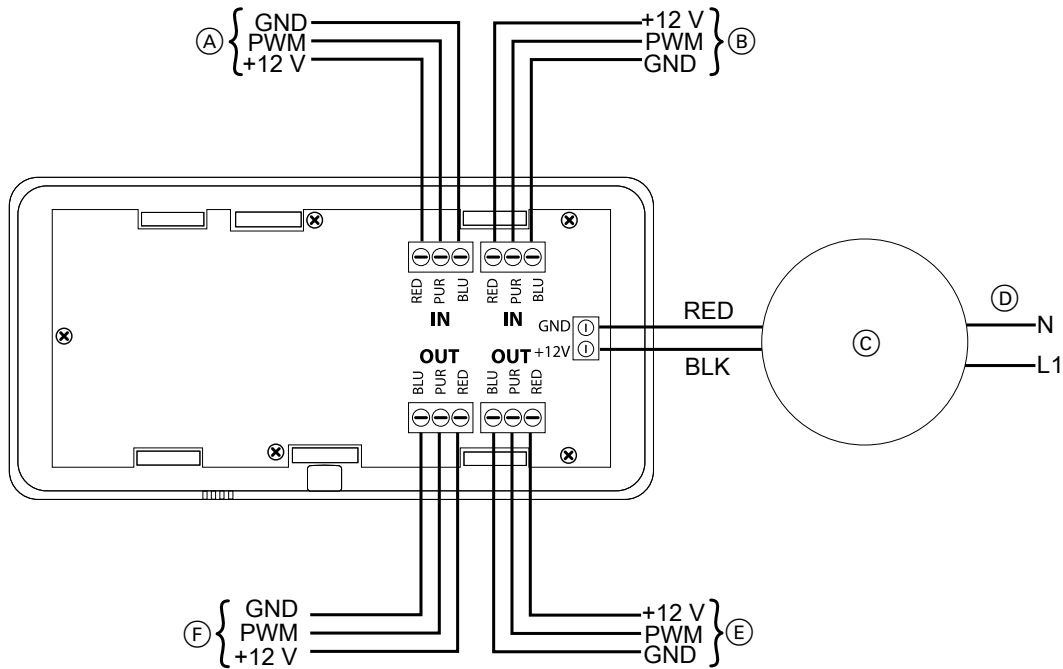 GND
PWM
+12 V
A
+12 V
PWM
GND
B
RED
PUR
BLU
RED
PUR
BLU
IN
IN
GND
+12V
RED
BLK
C
D
N
L1
OUT
OUT
BLU
PUR
RED
BLU
PUR
RED
F
GND
PWM
+12 V
+12 V
PWM
GND
E